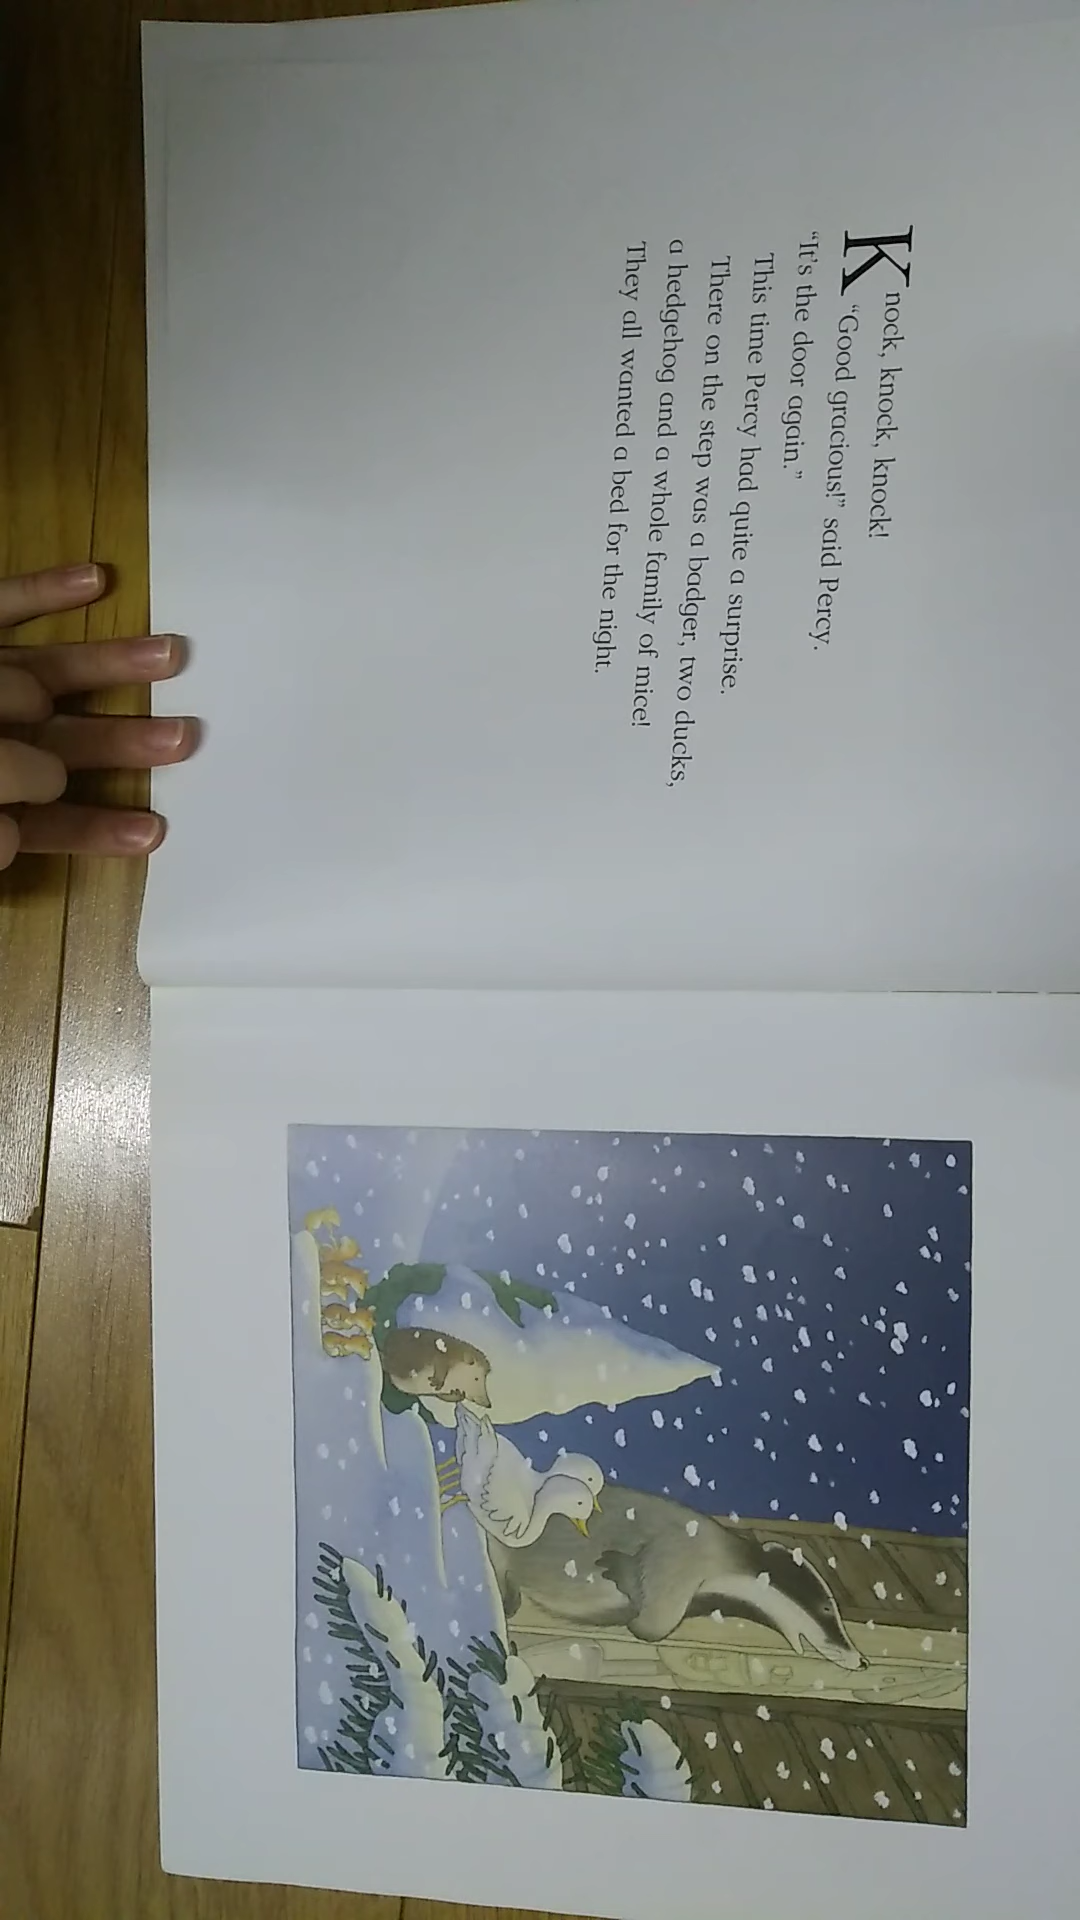 Knock, knock, knock!
“Good gracious!” said Percy.
“It's the door again.”
This time Percy had quite a surprise.
There on the step was a badger, two ducks,
a hedgehog and a whole family of mice!
They all wanted a bed for the night.